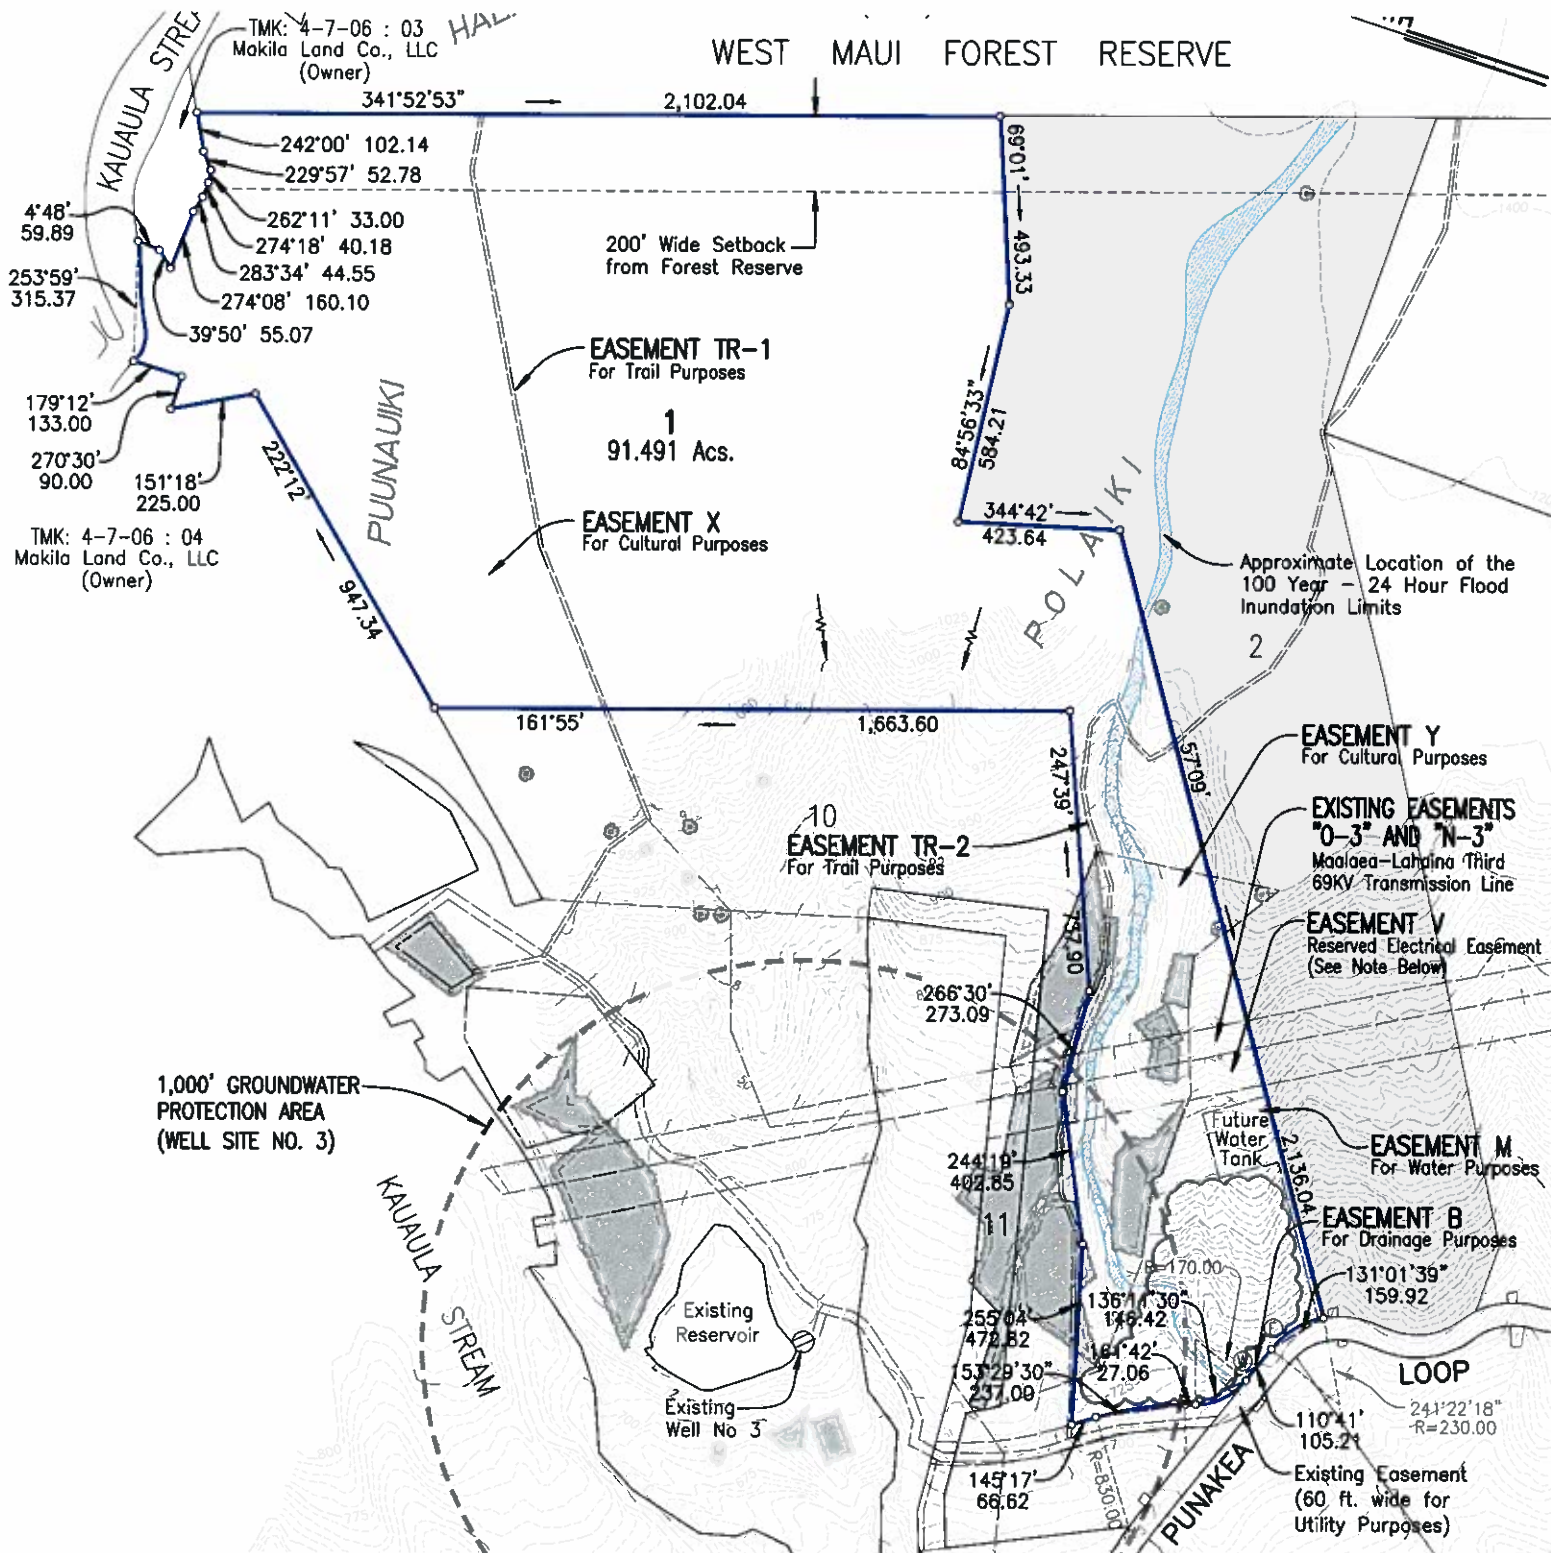 TMK: 4-7-06 : 03
Makila Land Co., LLC
(Owner)
WEST MAUI FOREST RESERVE
KAUAULA STREA
341°52'53"
2,102.04
242°00' 102.14
229°57' 52.78
262°11' 33.00
274°18' 40.18
283°34' 44.55
274°08' 160.10
39°50' 55.07
4°48'
59.89
253°59'
315.37
69°01'
493.33
200' Wide Setback
from Forest Reserve
1400
EASEMENT TR-1
For Trail Purposes
1
91.491 Acs.
84°56'33"
584.21
179°12'
133.00
270°30'
90.00
151°18'
225.00
222°12'
947.34
PUUNAUIKI
TMK: 4-7-06 : 04
Makila Land Co., LLC
(Owner)
EASEMENT X
For Cultural Purposes
344°42'
423.64
POLAIKI
Approximate Location of the
100 Year - 24 Hour Flood
Inundation Limits
2
1025
1000
161°55'
1,663.60
247°39'
757.90
57°09'
2,136.04
EASEMENT Y
For Cultural Purposes
10
EASEMENT TR-2
For Trail Purposes
EXISTING EASEMENTS
"O-3" AND "N-3"
Maalaea-Lahaina Third
69KV Transmission Line
EASEMENT V
Reserved Electrical Easement
(See Note Below)
266°30'
273.09
1,000' GROUNDWATER
PROTECTION AREA
(WELL SITE NO. 3)
Future
Water
Tank
EASEMENT M
For Water Purposes
244°19'
402.85
11
KAUAULA
STREAM
EASEMENT B
For Drainage Purposes
R=170.00
131°01'39"
159.92
136°11'30"
146.42
255°04'
472.82
161°42'
27.06
153°29'30"
237.00
Existing
Reservoir
Existing
Well No 3
LOOP
241°22'18"
R=230.00
110°41'
105.21
145°17'
66.62
R=830.00
PUNAKEA
Existing Easement
(60 ft. wide for
Utility Purposes)